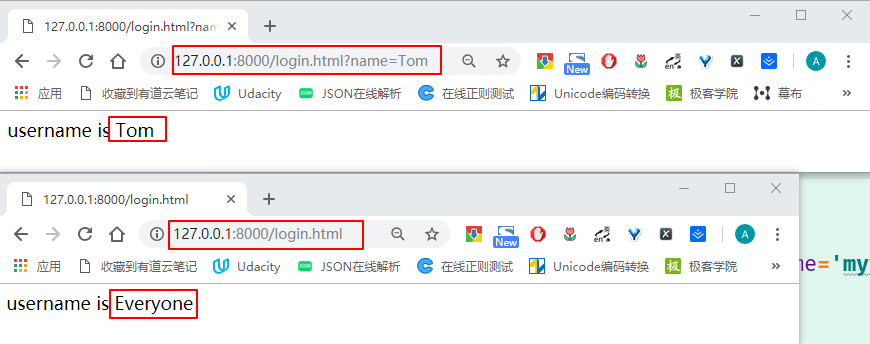 127.0.0.1:8000/login.html?nam
127.0.0.1:8000/login.html?name=Tom
New
A
应用 收藏到有道云笔记 Udacity JSON JSON在线解析 在线正则测试 Unicode编码转换 极 极客学院 幕布 »
username is Tom
127.0.0.1:8000/login.html
127.0.0.1:8000/login.html
New
en
A
应用 收藏到有道云笔记 Udacity JSON在线解析 在线正则测试 Unicode编码转换 极 极客学院 »
me='my
username is Everyone